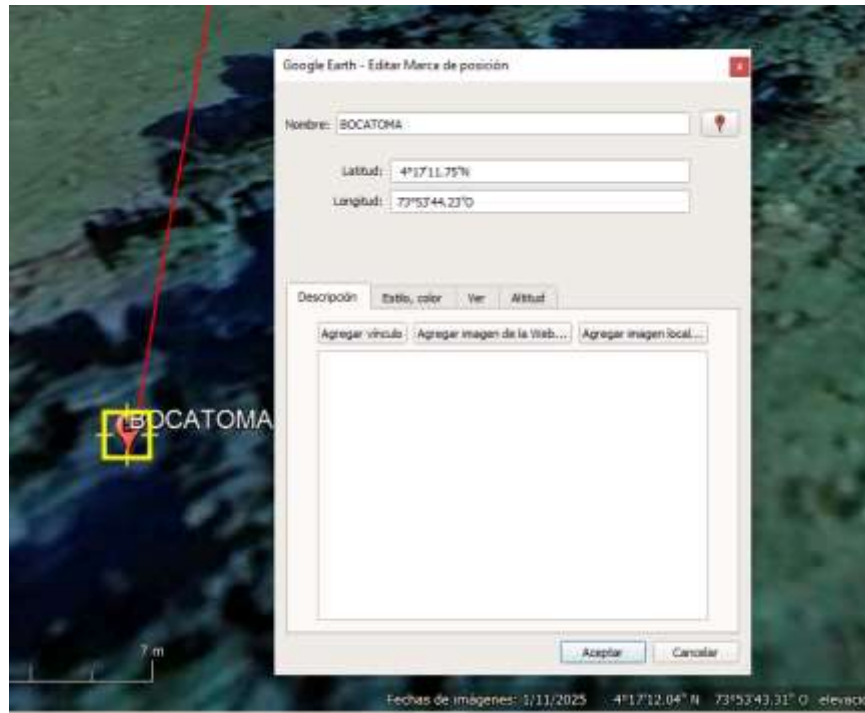 Google Earth - Editar Marca de posición
Nombre: BOCATOMA
Latitud: 4°17'11.75"N
Longitud: 73°53'44.23"O
Descripción Estilo, color Ver Altitud
Agregar vínculo Agregar imagen de la Web... Agregar imagen local...
BOCATOMA
7 m
Aceptar Cancelar
Fechas de imágenes: 1/11/2025 4°17'12.04" N 73°53'43.31" O elevació